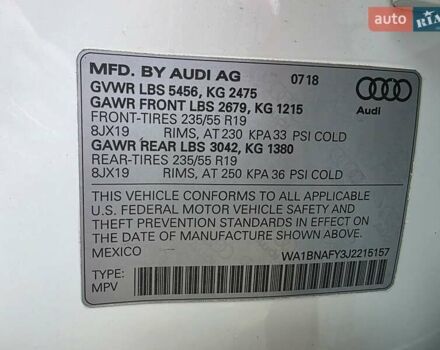 auto RIA
MFD. BY AUDI AG 07 18
GVWR LBS 5456, KG 2475
GAWR FRONT LBS 2679, KG 1215
FRONT-TIRES 235/55 R19
8JX19 RIMS, AT 230 KPA 33 PSI COLD
GAWR REAR LBS 3042, KG 1380
REAR-TIRES 235/55 R19
8JX19 RIMS, AT 250 KPA 36 PSI COLD
Audi
THIS VEHICLE CONFORMS TO ALL APPLICABLE
U.S. FEDERAL MOTOR VEHICLE SAFETY AND
THEFT PREVENTION STANDARDS IN EFFECT ON
THE DATE OF MANUFACTURE SHOWN ABOVE.
MEXICO WA1BNAFY3J2215157
TYPE:
MPV